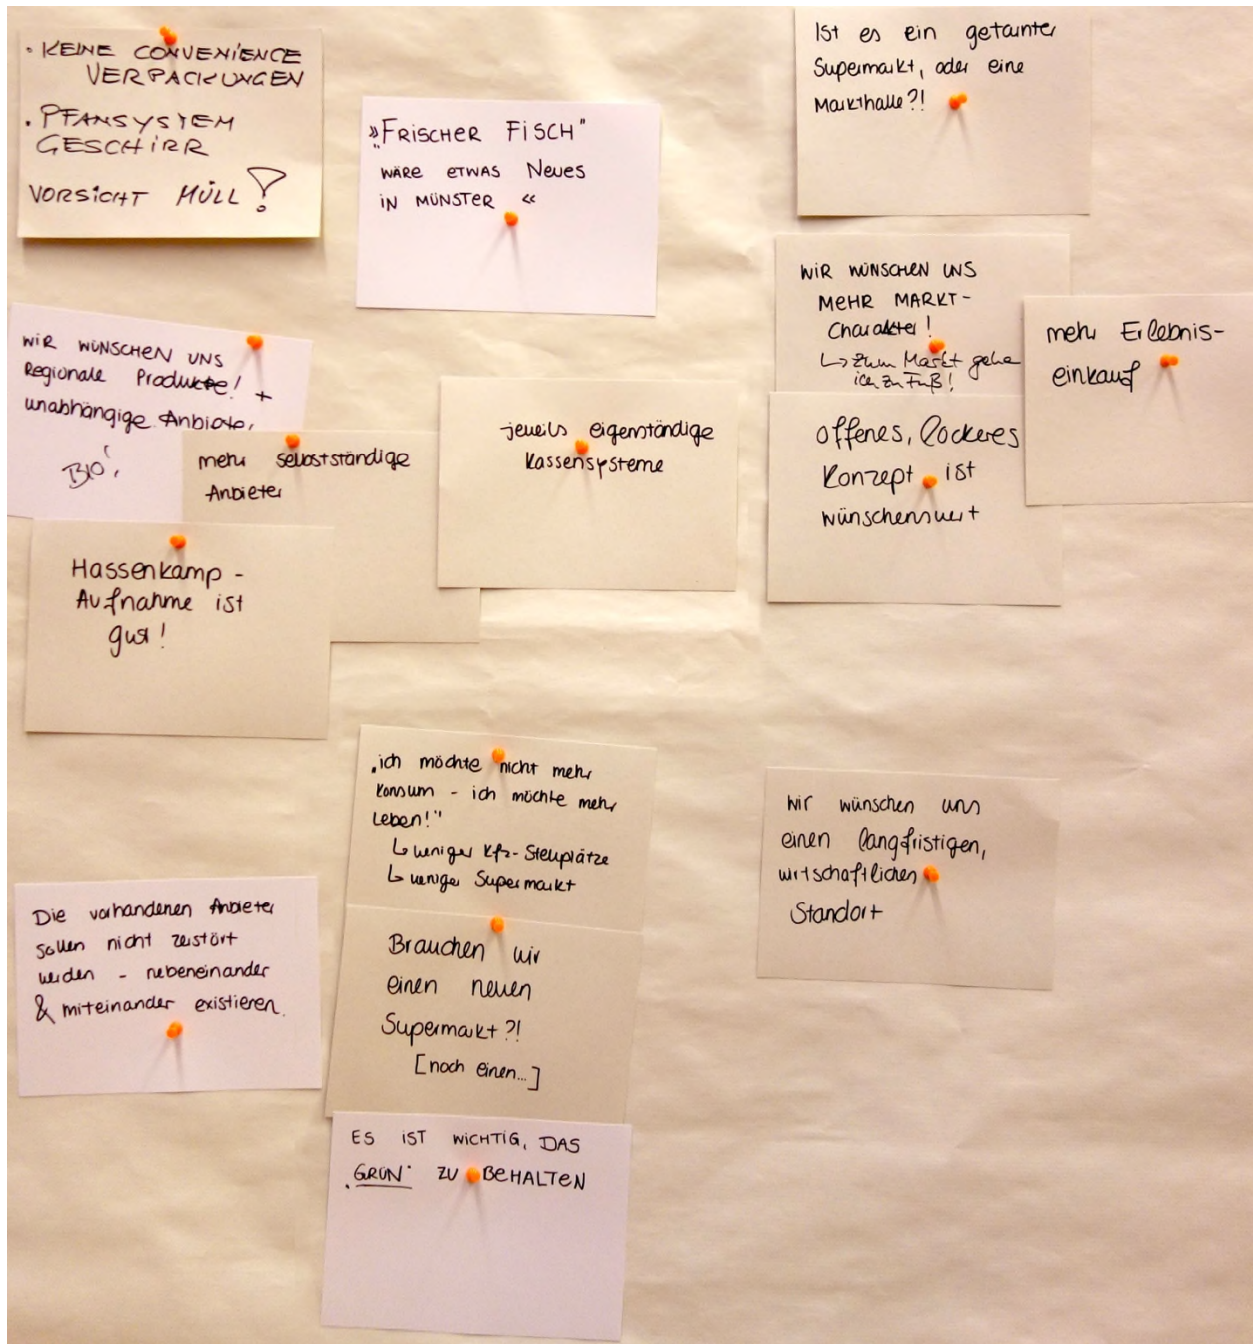 · KEINE CONVENIENCE
VERPACKUNGEN
· PFANSYSTEM
GESCHIRR
VORSICHT MÜLL !
„FRISCHER FISCH"
WÄRE ETWAS Neues
iN MÜNSTER «
Ist es ein getarnter
Supermarkt, oder eine
Markthalle?!
WIR WÜNSCHEN UNS
MEHR MARKT-
Charakter!
↳ Zum Markt gehe
ich zu Fuß!
mehr Erlebnis-
einkauf
WIR WÜNSCHEN UNS
Regionale Produkte! +
unabhängige Anbieter,
BIO!
mehr selbstständige
Anbieter
jeweils eigenständige
Kassensysteme
offenes, lockeres
Konzept ist
wünschenswert
Hassenkamp -
Aufnahme ist
gut!
„ich möchte nicht mehr
Konsum - ich möchte mehr
Leben!"
↳ weniger Kfz-Stellplätze
↳ weniger Supermarkt
Wir wünschen uns
einen langfristigen,
wirtschaftlichen
Standort
Die vorhandenen Anbieter
sollen nicht zerstört
werden - nebeneinander
& miteinander existieren.
Brauchen wir
einen neuen
Supermarkt?!
[noch einen...]
ES IST WICHTIG, DAS
„GRÜN" ZU BEHALTEN